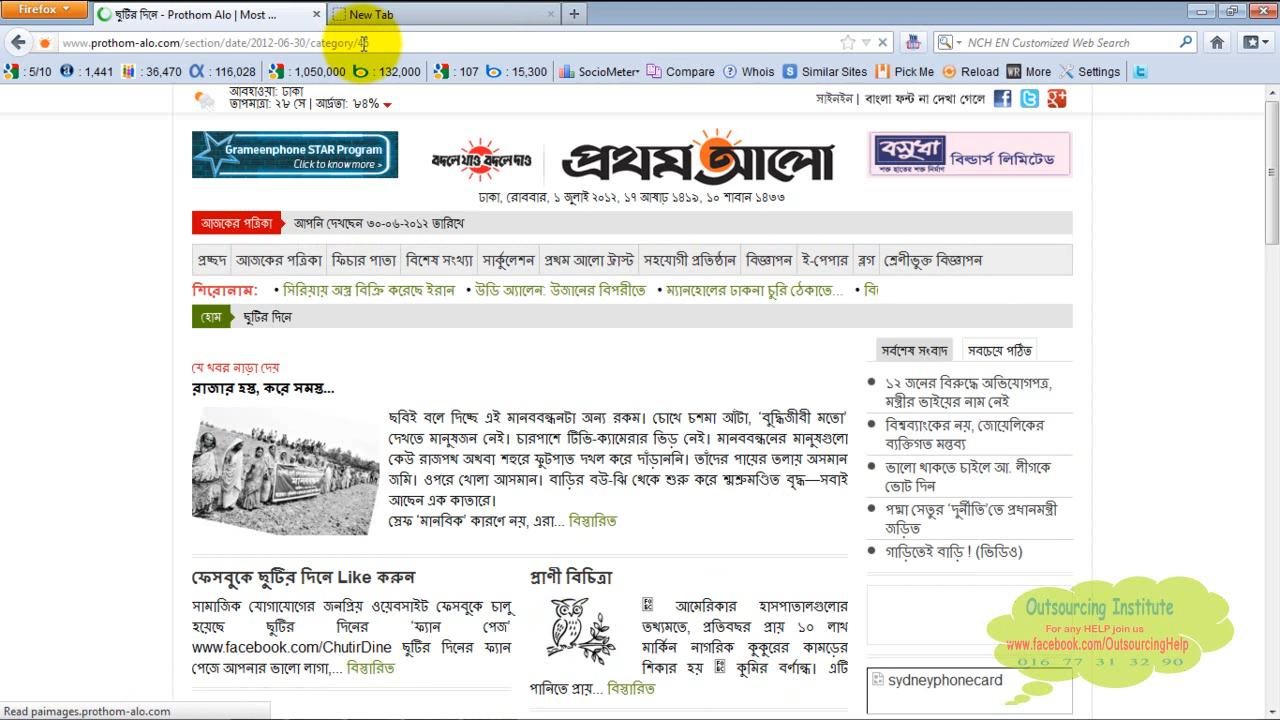 Firefox
ছুটির দিনে - Prothom Alo | Most ...
New Tab
www.prothom-alo.com/section/date/2012-06-30/category/45
NCH EN Customized Web Search
: 5/10 : 1,441 : 36,470 : 116,028 : 1,050,000 : 132,000 : 107 : 15,300 SocioMeter Compare Whois Similar Sites Pick Me Reload More Settings
আবহাওয়া: ঢাকা
তাপমাত্রা: ২৮ সে | আর্দ্রতা: ৮৪%
সাইনইন | বাংলা ফন্ট না দেখা গেলে
Grameenphone STAR Program
Click to know more >
বদলে যাও বদলে দাও
প্রথম আলো
বসুধা বিল্ডার্স লিমিটেড
শক্ত হাতের শক্ত নির্মাণ
ঢাকা, রোববার, ১ জুলাই ২০১২, ১৭ আষাঢ় ১৪১৯, ১০ শাবান ১৪৩৩
আজকের পত্রিকা আপনি দেখছেন ৩০-০৬-২০১২ তারিখে
প্রচ্ছদ আজকের পত্রিকা ফিচার পাতা বিশেষ সংখ্যা সার্কুলেশন প্রথম আলো ট্রাস্ট সহযোগী প্রতিষ্ঠান বিজ্ঞাপন ই-পেপার ব্লগ শ্রেণীভুক্ত বিজ্ঞাপন
শিরোনাম: • সিরিয়ায় অস্ত্র বিক্রি করেছে ইরান • উডি অ্যালেন: উজানের বিপরীতে • ম্যানহোলের ঢাকনা চুরি ঠেকাতে... • বি
হোম ছুটির দিনে
যে খবর নাড়া দেয়
রাজার হস্ত, করে সমস্ত...
ছবিই বলে দিচ্ছে এই মানববন্ধনটা অন্য রকম। চোখে চশমা আঁটা, ‘বুদ্ধিজীবী মতো’
দেখতে মানুষজন নেই। চারপাশে টিভি-ক্যামেরার ভিড় নেই। মানববন্ধনের মানুষগুলো
কেউ রাজপথ অথবা শহুরে ফুটপাত দখল করে দাঁড়াননি। তাঁদের পায়ের তলায় অসমান
জমি। ওপরে খোলা আসমান। বাড়ির বউ-ঝি থেকে শুরু করে শ্মশ্রুমণ্ডিত বৃদ্ধ—সবাই
আছেন এক কাতারে।
স্রেফ ‘মানবিক’ কারণে নয়, এরা... বিস্তারিত
সর্বশেষ সংবাদ সবচেয়ে পঠিত
১২ জনের বিরুদ্ধে অভিযোগপত্র,
মন্ত্রীর ভাইয়ের নাম নেই
বিশ্বব্যাংকের নয়, জোয়েলিকের
ব্যক্তিগত মন্তব্য
ভালো থাকতে চাইলে আ. লীগকে
ভোট দিন
পদ্মা সেতুর ‘দুর্নীতি’তে প্রধানমন্ত্রী
জড়িত
গাড়িতেই বাড়ি ! (ভিডিও)
ফেসবুকে ছুটির দিনে Like করুন
সামাজিক যোগাযোগের জনপ্রিয় ওয়েবসাইট ফেসবুকে চালু
হয়েছে ছুটির দিনের ‘ফ্যান পেজ’
www.facebook.com/ChutirDine ছুটির দিনের ফ্যান
পেজে আপনার ভালো লাগা,... বিস্তারিত
প্রাণী বিচিত্রা
আমেরিকার হাসপাতালগুলোর
তথ্যমতে, প্রতিবছর প্রায় ১০ লাখ
মার্কিন নাগরিক কুকুরের কামড়ের
শিকার হয় কুমির বর্ণান্ধ। এটি
পানিতে প্রায়... বিস্তারিত
Outsourcing Institute
For any HELP join us
www.facebook.com/OutsourcingHelp
016 77 31 32 90
sydneyphonecard
Read paimages.prothom-alo.com